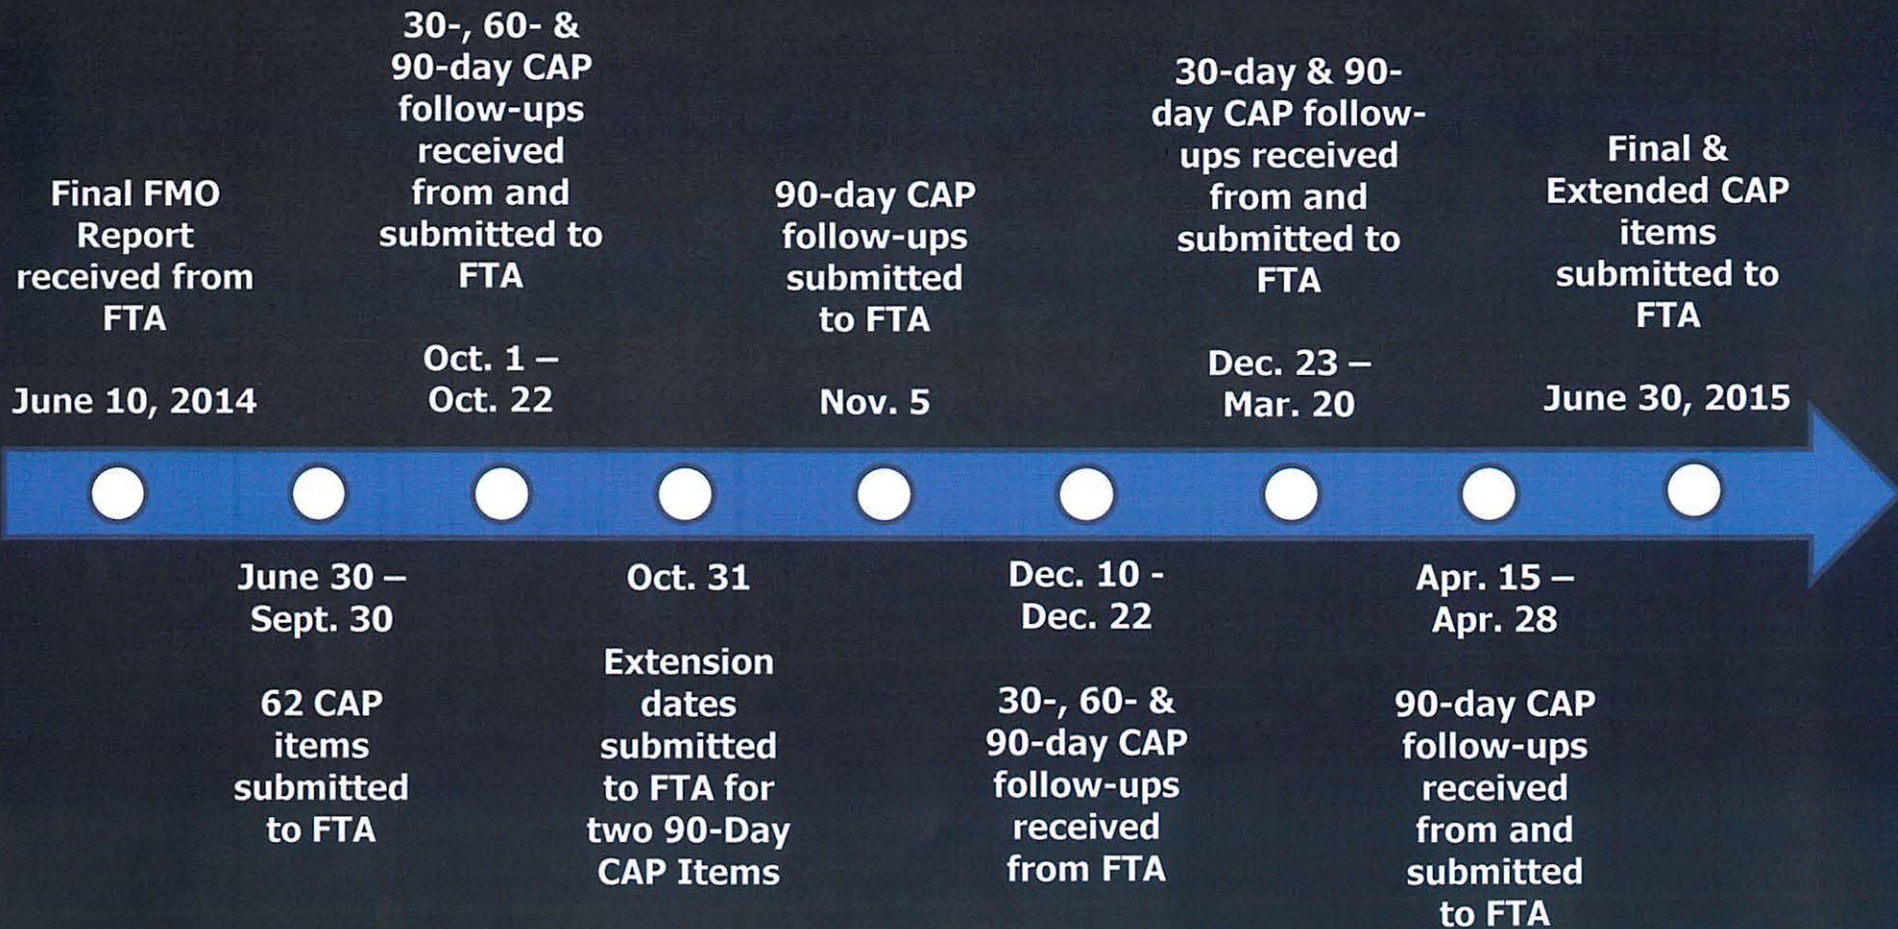 Final FMO
Report
received from
FTA
June 10, 2014
June 30 –
Sept. 30
62 CAP
items
submitted
to FTA
30-, 60- &
90-day CAP
follow-ups
received
from and
submitted to
FTA
Oct. 1 –
Oct. 22
Oct. 31
Extension
dates
submitted
to FTA for
two 90-Day
CAP Items
90-day CAP
follow-ups
submitted
to FTA
Nov. 5
Dec. 10 -
Dec. 22
30-, 60- &
90-day CAP
follow-ups
received
from FTA
30-day & 90-
day CAP follow-
ups received
from and
submitted to
FTA
Dec. 23 –
Mar. 20
Apr. 15 –
Apr. 28
90-day CAP
follow-ups
received
from and
submitted
to FTA
Final &
Extended CAP
items
submitted to
FTA
June 30, 2015